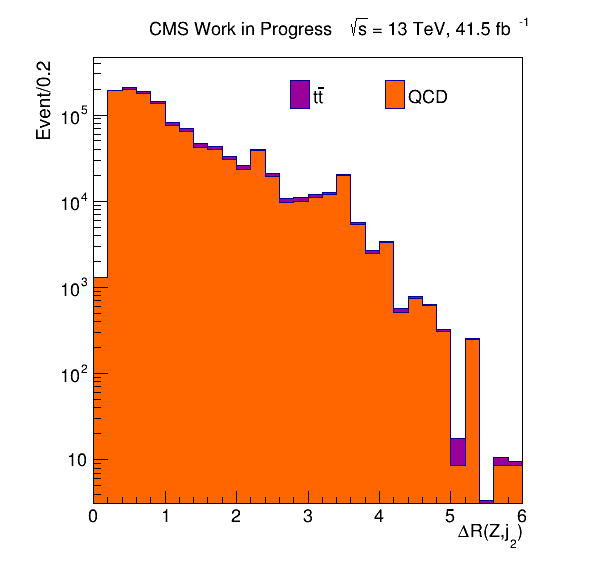 CMS Work in Progress √s = 13 TeV, 41.5 fb⁻¹
Event/0.2
tt̄ QCD
10⁵
10⁴
10³
10²
10
0 1 2 3 4 5 6
ΔR(Z,j₂)